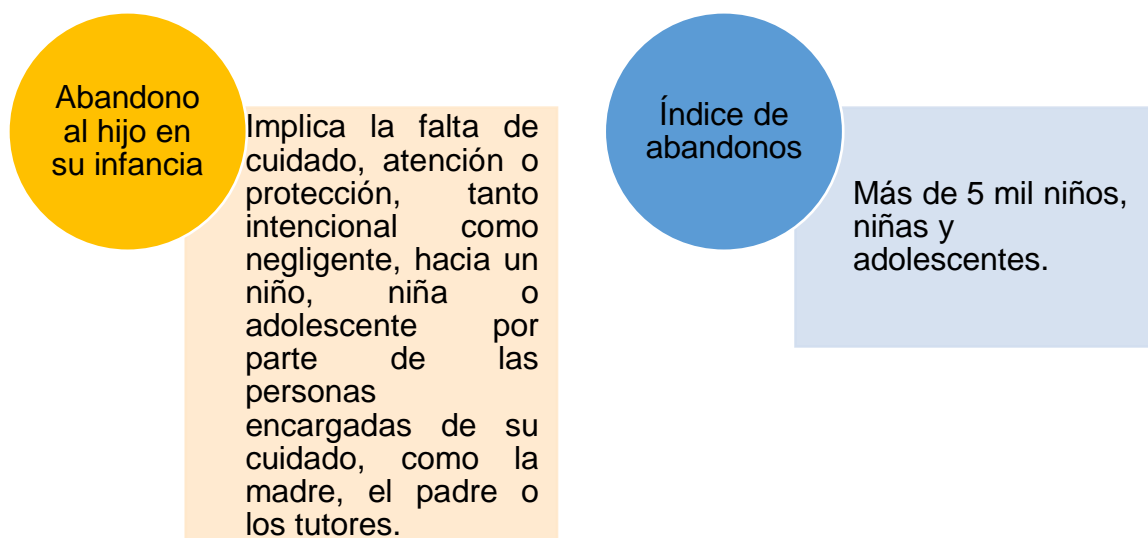 Abandono
al hijo en
su infancia
Implica la falta de
cuidado, atención o
protección, tanto
intencional como
negligente, hacia un
niño, niña o
adolescente por
parte de las
personas
encargadas de su
cuidado, como la
madre, el padre o
los tutores.
Índice de
abandonos
Más de 5 mil niños,
niñas y
adolescentes.